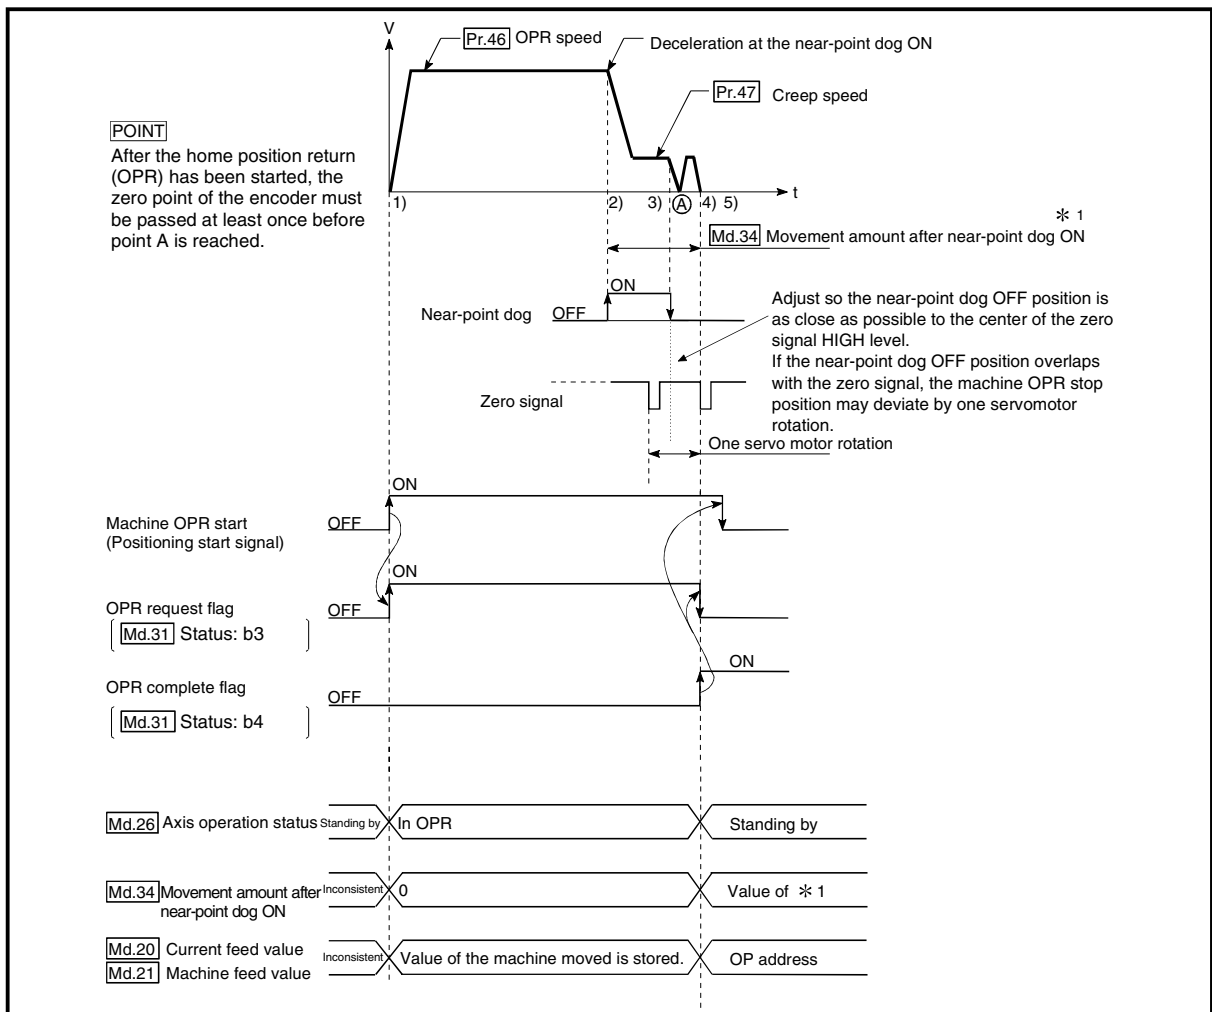 V
Pr.46 OPR speed
Deceleration at the near-point dog ON
Pr.47 Creep speed
POINT
After the home position return
(OPR) has been started, the
zero point of the encoder must
be passed at least once before
point A is reached.
t
1) 2) 3) A 4) 5)
＊1
Md.34 Movement amount after near-point dog ON
ON
Near-point dog OFF
Adjust so the near-point dog OFF position is
as close as possible to the center of the zero
signal HIGH level.
If the near-point dog OFF position overlaps
with the zero signal, the machine OPR stop
position may deviate by one servomotor
rotation.
Zero signal
One servo motor rotation
ON
Machine OPR start OFF
(Positioning start signal)
ON
OPR request flag OFF
Md.31 Status: b3
ON
OPR complete flag OFF
Md.31 Status: b4
Md.26 Axis operation status Standing by In OPR Standing by
Md.34 Movement amount after Inconsistent 0 Value of ＊1
near-point dog ON
Md.20 Current feed value
Inconsistent Value of the machine moved is stored. OP address
Md.21 Machine feed value